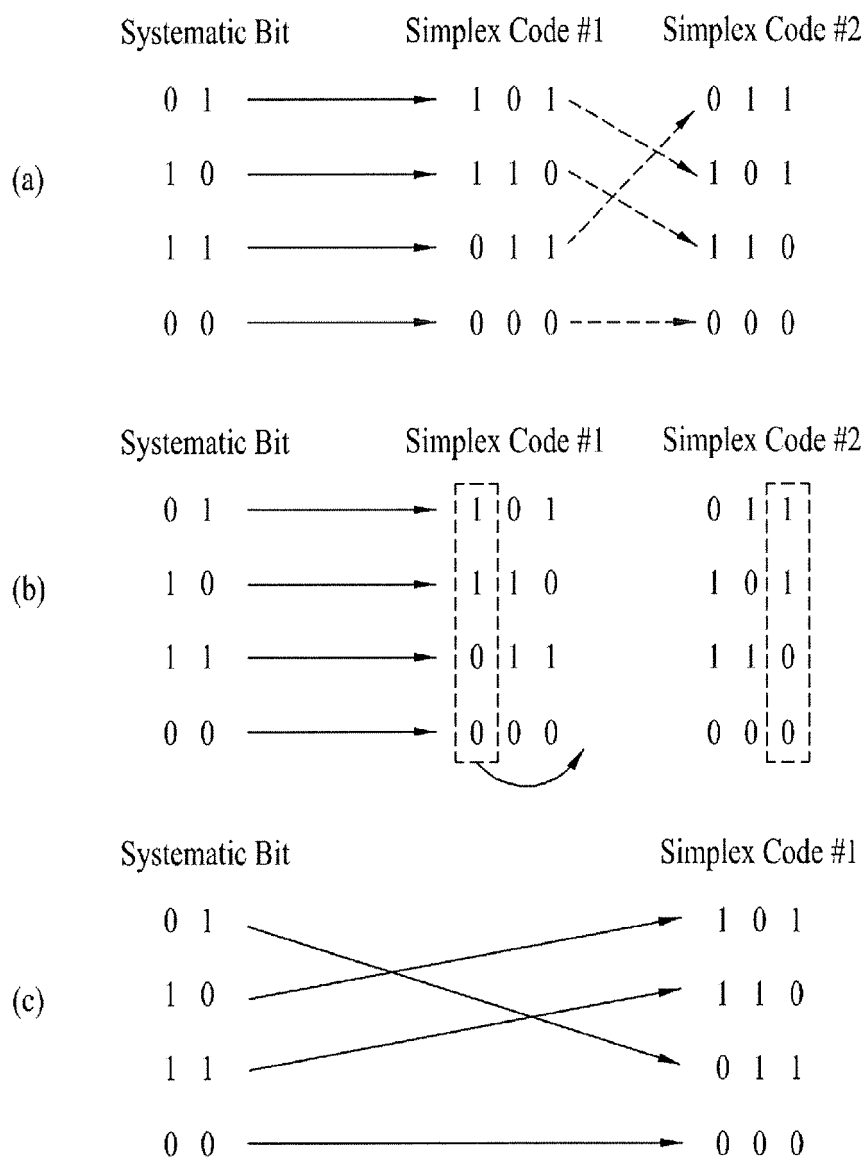 Systematic Bit Simplex Code #1 Simplex Code #2
0 1 1 0 1 0 1 1
1 0 1 1 0 1 0 1
(a)
1 1 0 1 1 1 1 0
0 0 0 0 0 0 0 0
Systematic Bit Simplex Code #1 Simplex Code #2
0 1 1 0 1 0 1 1
1 0 1 1 0 1 0 1
(b)
1 1 0 1 1 1 1 0
0 0 0 0 0 0 0 0
Systematic Bit Simplex Code #1
0 1 1 0 1
1 0 1 1 0
(c)
1 1 0 1 1
0 0 0 0 0